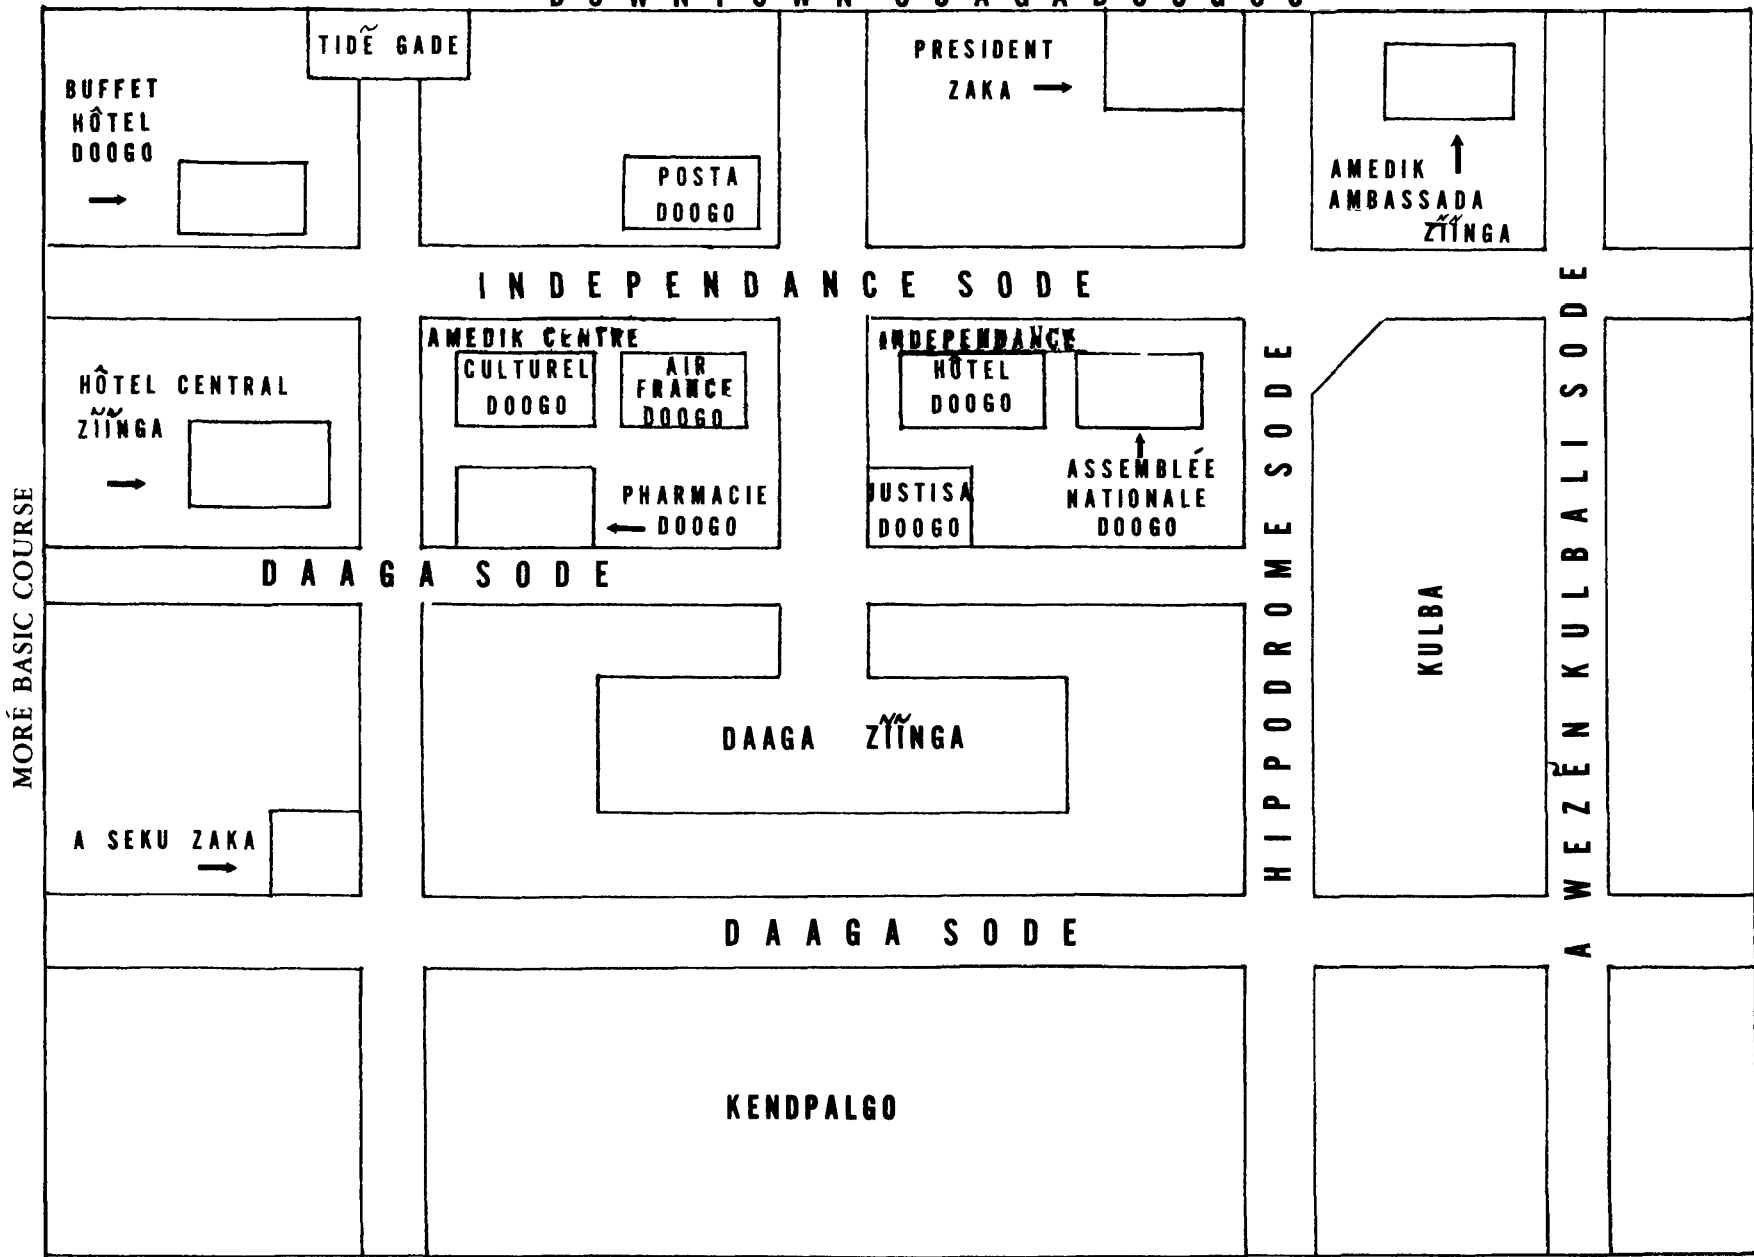 DOWNTOWN OUAGADOUGOU
TIDẼ GADE
BUFFET
HÔTEL
DOOGO
POSTA
DOOGO
PRESIDENT
ZAKA
AMEDIK
AMBASSADA
ZĨĨNGA
INDEPENDANCE SODE
HÔTEL CENTRAL
ZĨĨNGA
AMEDIK CENTRE
CULTUREL
DOOGO
AIR
FRANCE
DOOGO
PHARMACIE
DOOGO
INDEPENDANCE
HÔTEL
DOOGO
JUSTISA
DOOGO
ASSEMBLÉE
NATIONALE
DOOGO
DAAGA SODE
HIPPODROME SODE
KULBA
A WEZẼN KULBALI SODE
DAAGA ZĨĨNGA
A SEKU ZAKA
DAAGA SODE
KENDPALGO
MORÉ BASIC COURSE